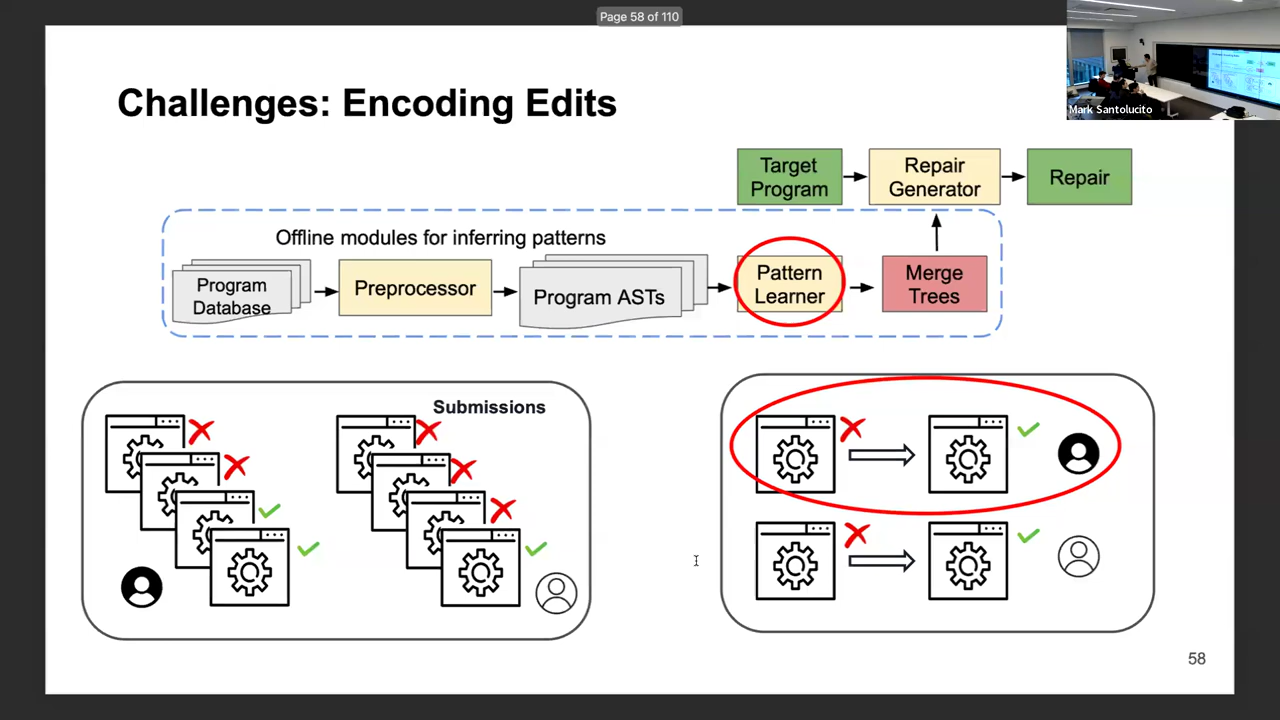 Page 58 of 110
Mark Santolucito
Challenges: Encoding Edits
Target
Program
Repair
Generator
Repair
Offline modules for inferring patterns
Program
Database
Preprocessor
Program ASTs
Pattern
Learner
Merge
Trees
Submissions
58